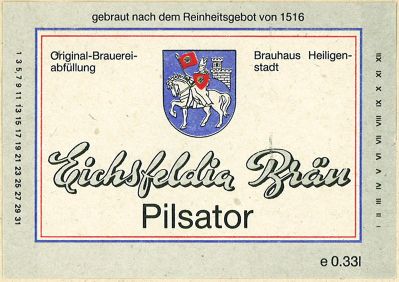 gebraut nach dem Reinheitsgebot von 1516
Original-Brauerei-
abfüllung
Brauhaus Heiligen-
stadt
1 3 5 7 9 11 13 15 17 19 21 23 25 27 29 31
I II III IV V VI VII VIII IX X XI XII
Eichsfeldia Bräu
Pilsator
e 0.33l